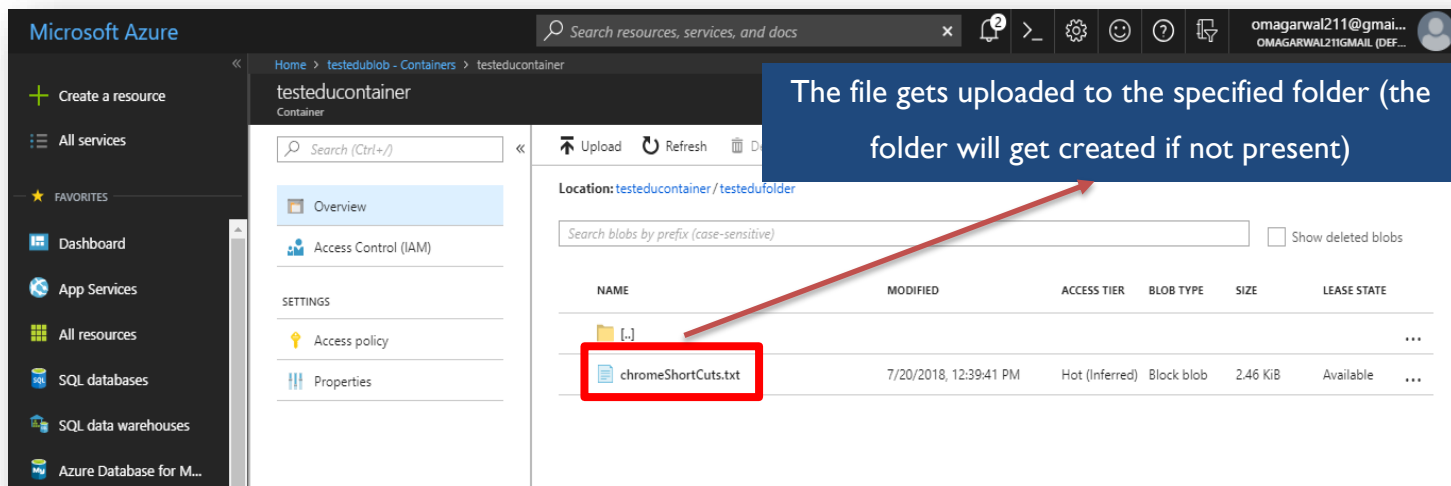 Microsoft Azure
Search resources, services, and docs
2
omagarwal211@gmai...
OMAGARWAL211GMAIL (DEF...
Home > testedublob - Containers > testeducontainer
testeducontainer
Container
The file gets uploaded to the specified folder (the
folder will get created if not present)
Create a resource
All services
FAVORITES
Dashboard
App Services
All resources
SQL databases
SQL data warehouses
Azure Database for M...
Search (Ctrl+/)
Overview
Access Control (IAM)
SETTINGS
Access policy
Properties
Upload Refresh
Location: testeducontainer / testedufolder
Search blobs by prefix (case-sensitive)
Show deleted blobs
NAME MODIFIED ACCESS TIER BLOB TYPE SIZE LEASE STATE
[..] ...
chromeShortCuts.txt 7/20/2018, 12:39:41 PM Hot (Inferred) Block blob 2.46 KiB Available ...